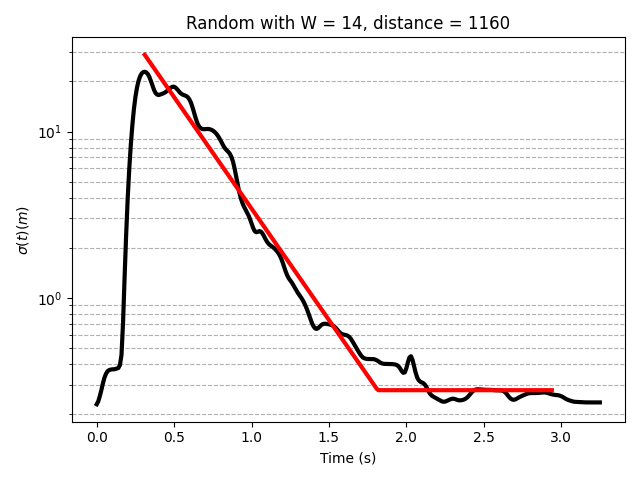 Random with W = 14, distance = 1160
10¹
10⁰
σ(t)(m)
0.0 0.5 1.0 1.5 2.0 2.5 3.0
Time (s)